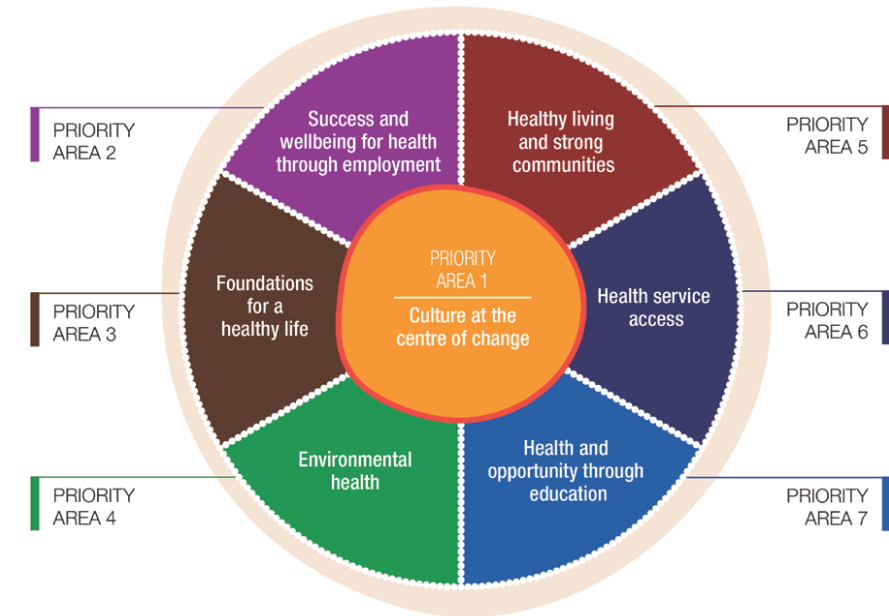 PRIORITY
AREA 2
Success and
wellbeing for health
through employment
Healthy living
and strong
communities
PRIORITY
AREA 5
PRIORITY
AREA 3
Foundations
for a
healthy life
PRIORITY
AREA 1
Culture at the
centre of change
Health service
access
PRIORITY
AREA 6
PRIORITY
AREA 4
Environmental
health
Health and
opportunity through
education
PRIORITY
AREA 7